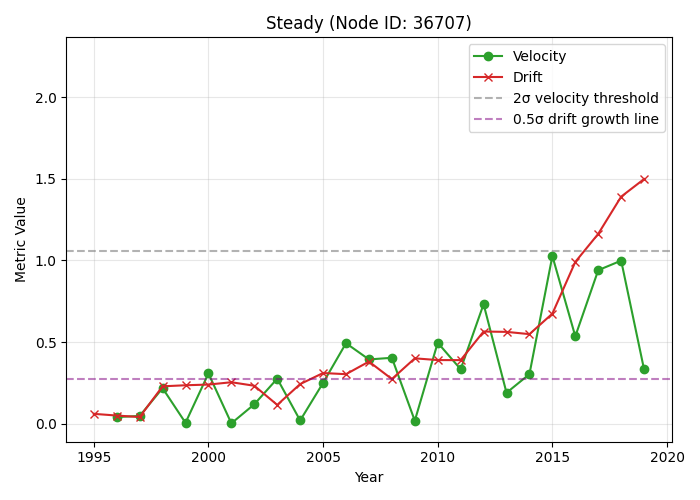 Steady (Node ID: 36707)
Velocity
Drift
2σ velocity threshold
0.5σ drift growth line
Metric Value
2.0
1.5
1.0
0.5
0.0
1995 2000 2005 2010 2015 2020
Year